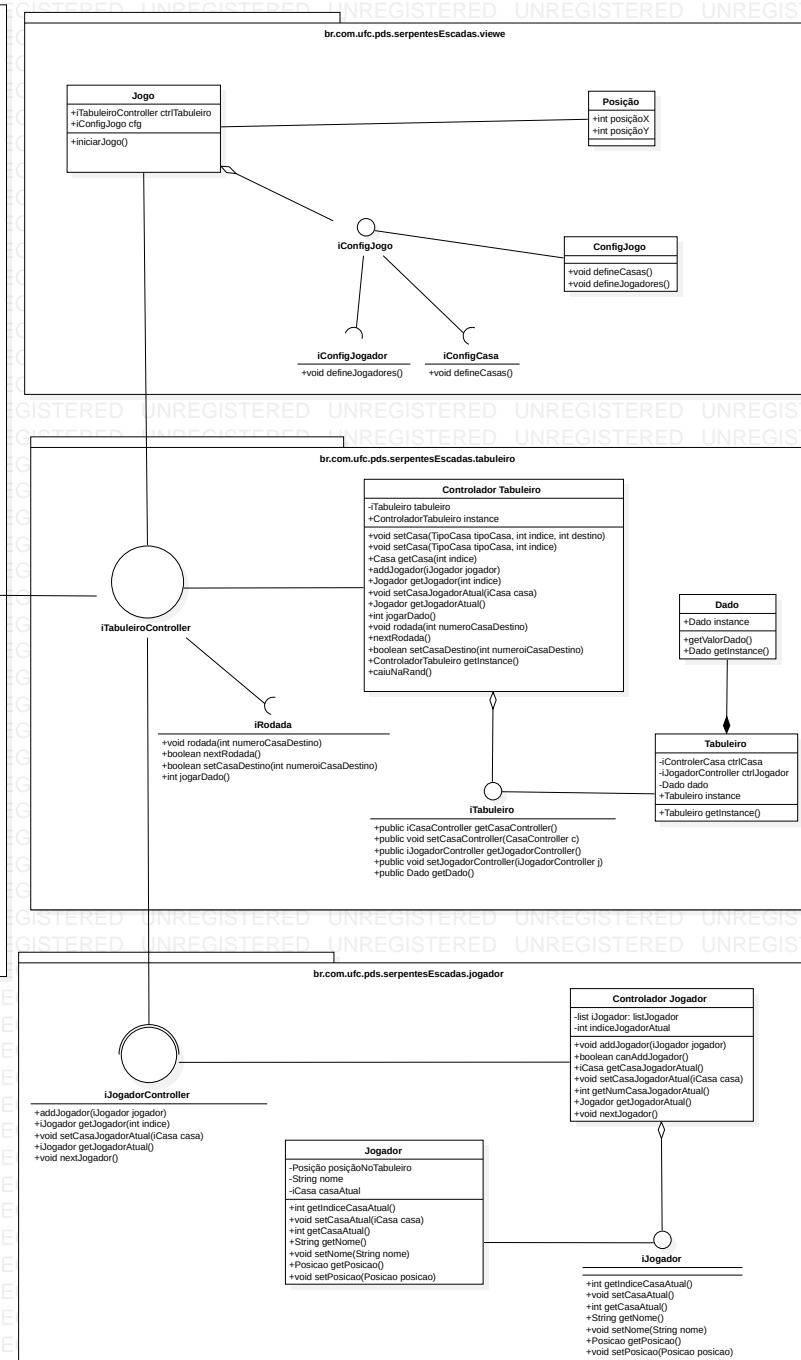 br.com.ufc.pds.serpentesEscadas.viewe
Jogo
+iTabuleiroController ctrlTabuleiro
+iConfigJogo cfg
+iniciarJogo()
Posição
+int posiçãoX
+int posiçãoY
iConfigJogo
ConfigJogo
+void defineCasas()
+void defineJogadores()
iConfigJogador
+void defineJogadores()
iConfigCasa
+void defineCasas()
br.com.ufc.pds.serpentesEscadas.tabuleiro
Controlador Tabuleiro
-iTabuleiro tabuleiro
+ControladorTabuleiro instance
+void setCasa(TipoCasa tipoCasa, int indice, int destino)
+void setCasa(TipoCasa tipoCasa, int indice)
+Casa getCasa(int indice)
+addJogador(iJogador jogador)
+Jogador getJogador(int indice)
+void setCasaJogadorAtual(iCasa casa)
+Jogador getJogadorAtual()
+int jogarDado()
+void rodada(int numeroCasaDestino)
+nextRodada()
+boolean setCasaDestino(int numeroiCasaDestino)
+ControladorTabuleiro getInstance()
+caiuNaRand()
iTabuleiroController
iRodada
+void rodada(int numeroCasaDestino)
+boolean nextRodada()
+boolean setCasaDestino(int numeroiCasaDestino)
+int jogarDado()
Dado
+Dado instance
+getValorDado()
+Dado getInstance()
Tabuleiro
-iControlerCasa ctrlCasa
-iJogadorController ctrlJogador
-Dado dado
+Tabuleiro instance
+Tabuleiro getInstance()
iTabuleiro
+public iCasaController getCasaController()
+public void setCasaController(CasaController c)
+public iJogadorController getJogadorController()
+public void setJogadorController(iJogadorController j)
+public Dado getDado()
br.com.ufc.pds.serpentesEscadas.jogador
Controlador Jogador
-list iJogador: listJogador
-int indiceJogadorAtual
+void addJogador(iJogador jogador)
+boolean canAddJogador()
+iCasa getCasaJogadorAtual()
+void setCasaJogadorAtual(iCasa casa)
+int getNumCasaJogadorAtual()
+Jogador getJogadorAtual()
+void nextJogador()
iJogadorController
+addJogador(iJogador jogador)
+iJogador getJogador(int indice)
+void setCasaJogadorAtual(iCasa casa)
+iJogador getJogadorAtual()
+void nextJogador()
Jogador
-Posição posiçãoNoTabuleiro
-String nome
-iCasa casaAtual
+int getIndiceCasaAtual()
+void setCasaAtual(iCasa casa)
+int getCasaAtual()
+String getNome()
+void setNome(String nome)
+Posicao getPosicao()
+void setPosicao(Posicao posicao)
iJogador
+int getIndiceCasaAtual()
+void setCasaAtual()
+int getCasaAtual()
+String getNome()
+void setNome(String nome)
+Posicao getPosicao()
+void setPosicao(Posicao posicao)